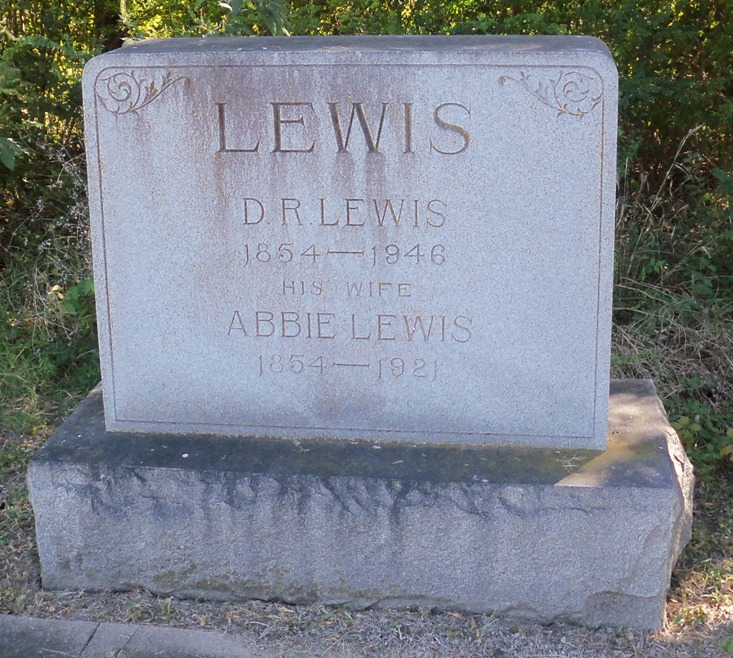 LEWIS
D. R. LEWIS
1854—1946
HIS WIFE
ABBIE LEWIS
1854—1921